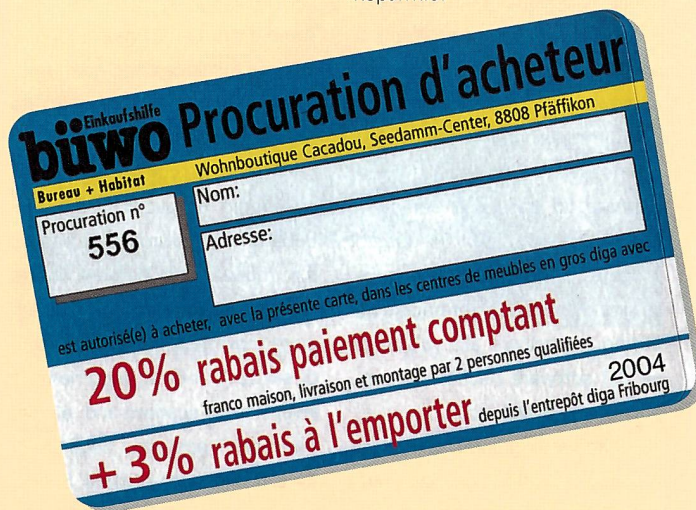 Einkaufshilfe
büwo Procuration d'acheteur
Bureau + Habitat
Wohnboutique Cacadou, Seedamm-Center, 8808 Pfäffikon
Procuration n°
556
Nom:
Adresse:
est autorisé(e) à acheter, avec la présente carte, dans les centres de meubles en gros diga avec
20% rabais paiement comptant
franco maison, livraison et montage par 2 personnes qualifiées
2004
+ 3% rabais à l'emporter depuis l'entrepôt diga Fribourg